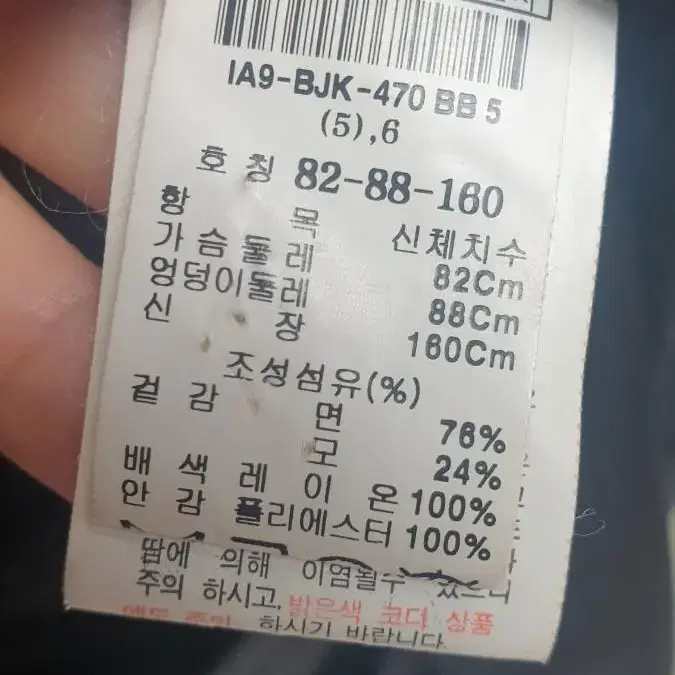 IA9-BJK-470 BB 5
(5),6
호 칭 82-88-160
항 목 신체치수
가슴둘레 82Cm
엉덩이둘레 88Cm
신 장 160Cm
조성섬유(%)
겉 감 면 76%
모 24%
배 색 레 이 온 100%
안 감 폴리에스터 100%
땀에 의해 이염될수 있으니
주의 하시고, 밝은색 코디 상품
하시기 바랍니다